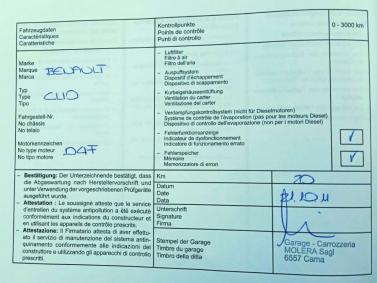 Fahrzeugdaten
Caractéristiques
Caratteristiche
Kontrollpunkte
Points de contrôle
Punti di controllo
0 - 3000 km
Marke
Marque RENAULT
Marca
Typ
Type CLIO
Tipo
Fahrgestell-Nr.
No châssis
No telaio
Motorkennzeichen
No type moteur D4F
No tipo motore
- Luftfilter
Filtre à air
Filtro dell'aria
- Auspuffsystem
Dispositif d'échappement
Dispositivo di scappamento
- Kurbelgehäuseentlüftung
Ventilation du carter
Ventilazione del carter
- Verdampfungskontrollsystem (nicht für Dieselmotoren)
Système de contrôle de l'évaporation (pas pour les moteurs Diesel)
Dispositivo di controllo dell'evaporazione (non per i motori Diesel)
- Fehlerfunktionsanzeige
Indicateur de dysfonctionnement
Indicatore di funzionamento errato
- Fehlerspeicher
Mémoire
Memorizzatore di errori
- Bestätigung: Der Unterzeichnende bestätigt, dass
die Abgaswartung nach Herstellervorschrift und
unter Verwendung der vorgeschriebenen Prüfgeräte
ausgeführt wurde.
- Attestation : Le soussigné atteste que le service
d'entretien du système antipollution a été exécuté
conformément aux indications du constructeur et
en utilisant les appareils de contrôle prescrits.
- Attestazione: Il Firmatario attesta di aver effettu-
ato il servizio di manutenzione del sistema antin-
quinamento conformemente alle indicazioni del
costruttore e utilizzando gli apparecchi di controllo
prescritti.
Km
Datum
Date
Data
Unterschrift
Signature
Firma
Stempel der Garage
Timbre du garage
Timbro della ditta
Garage - Carrozzeria
MOLERA Sagl
6557 Cama